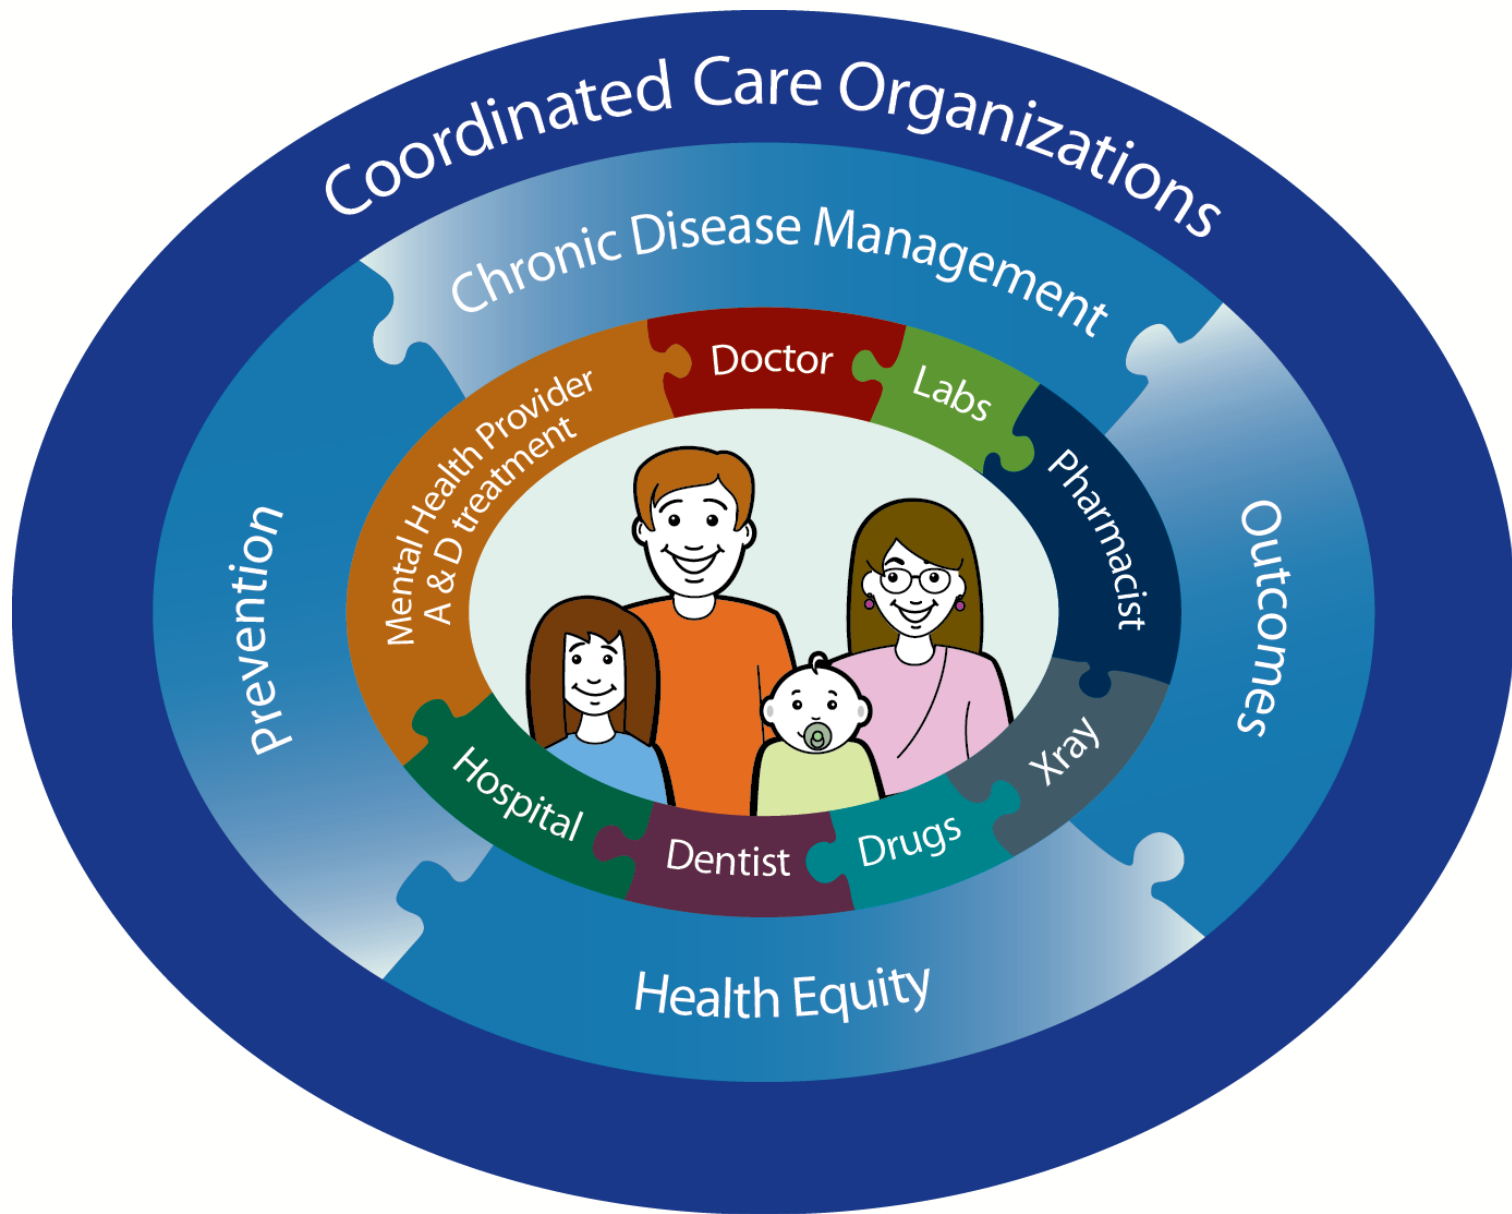 Coordinated Care Organizations
Chronic Disease Management
Outcomes
Health Equity
Prevention
Doctor
Labs
Pharmacist
Xray
Drugs
Dentist
Hospital
Mental Health Provider
A & D treatment